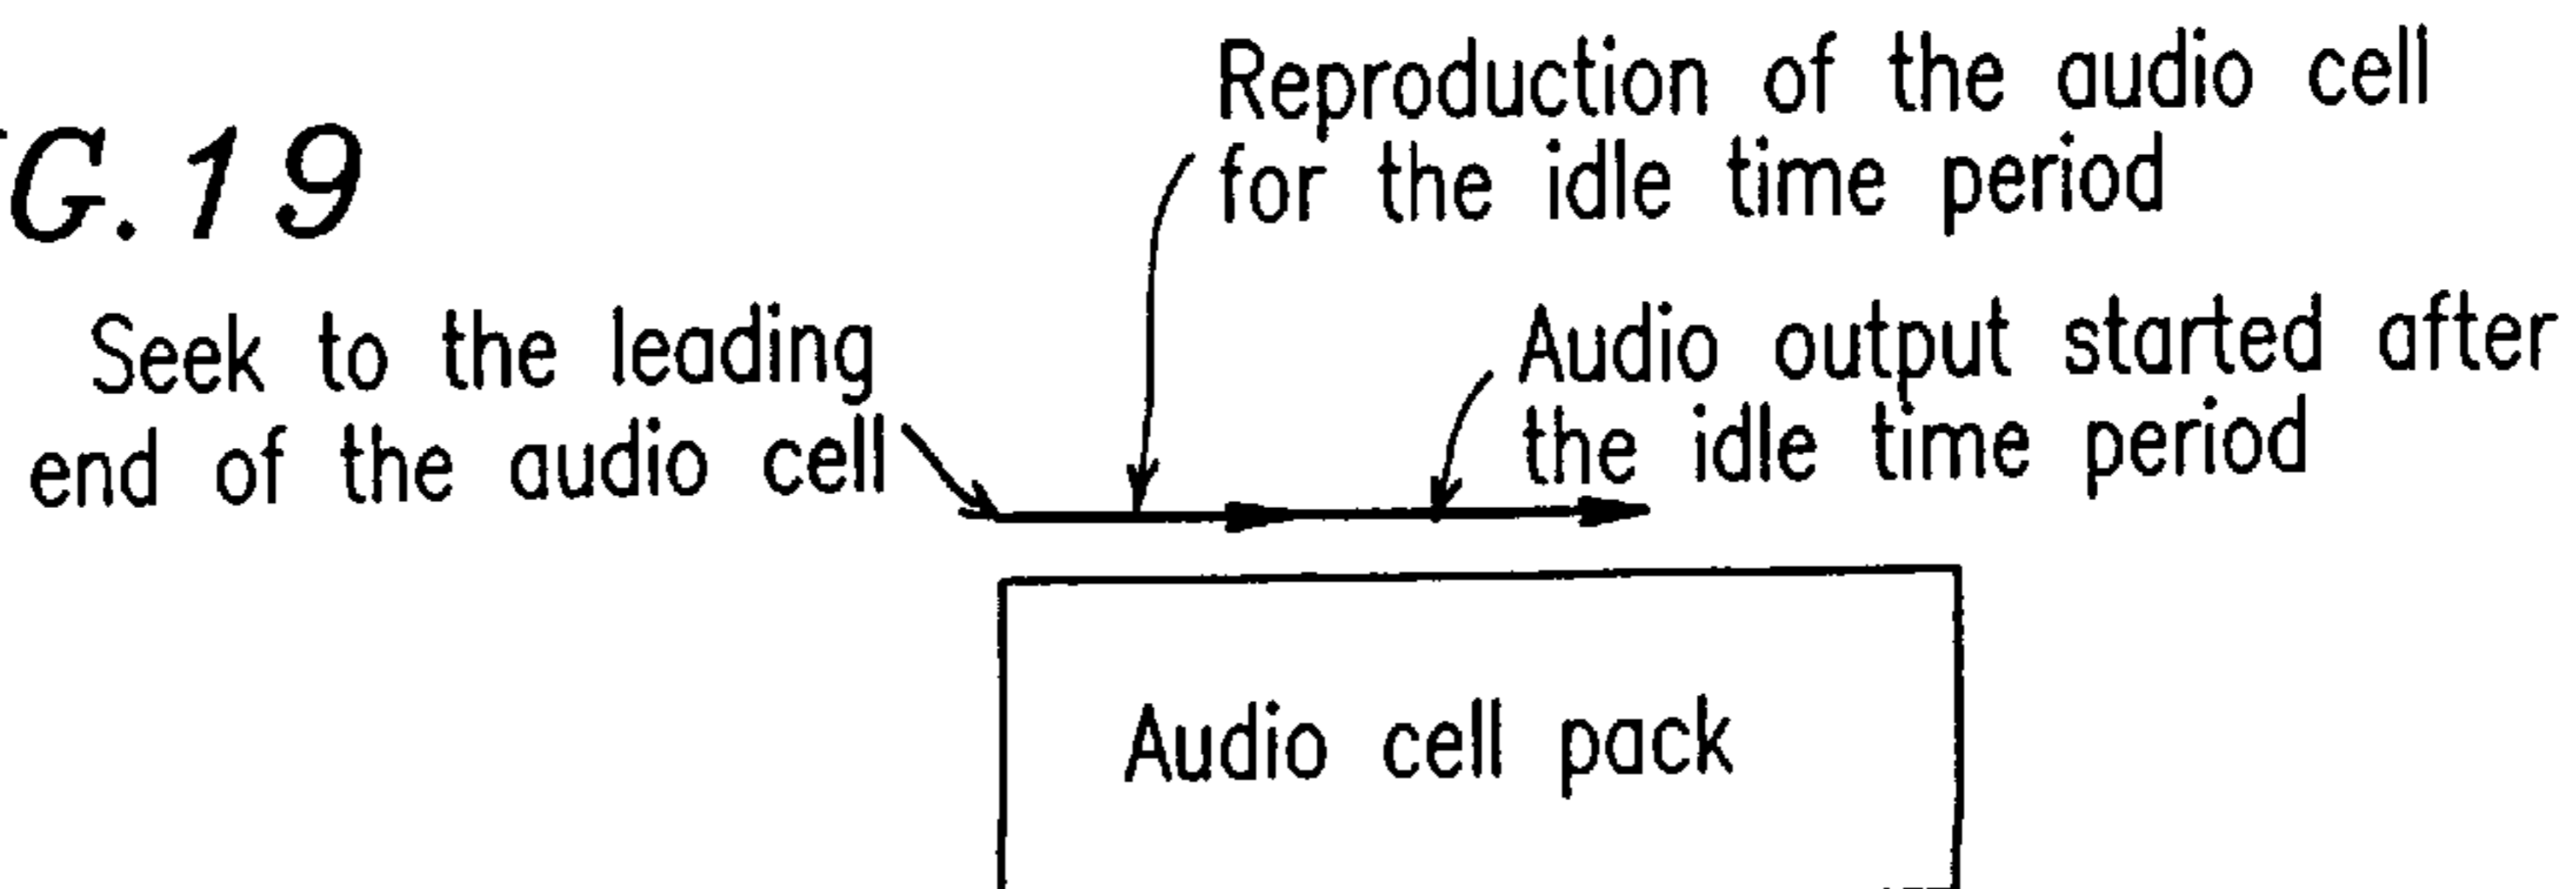 G.19
Reproduction of the audio cell
for the idle time period
Seek to the leading
end of the audio cell
Audio output started after
the idle time period
Audio cell pack